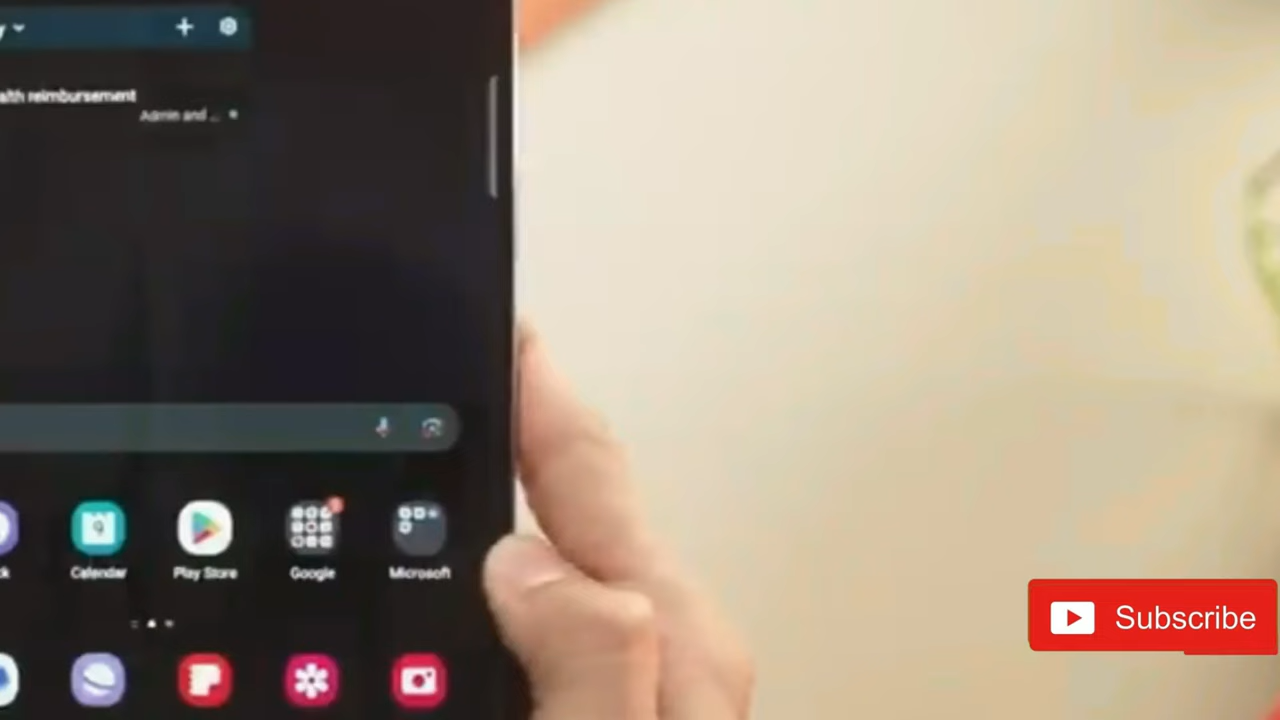 alth reimbursement
Admin and ...
Calendar
Play Store
Google
Microsoft
Subscribe